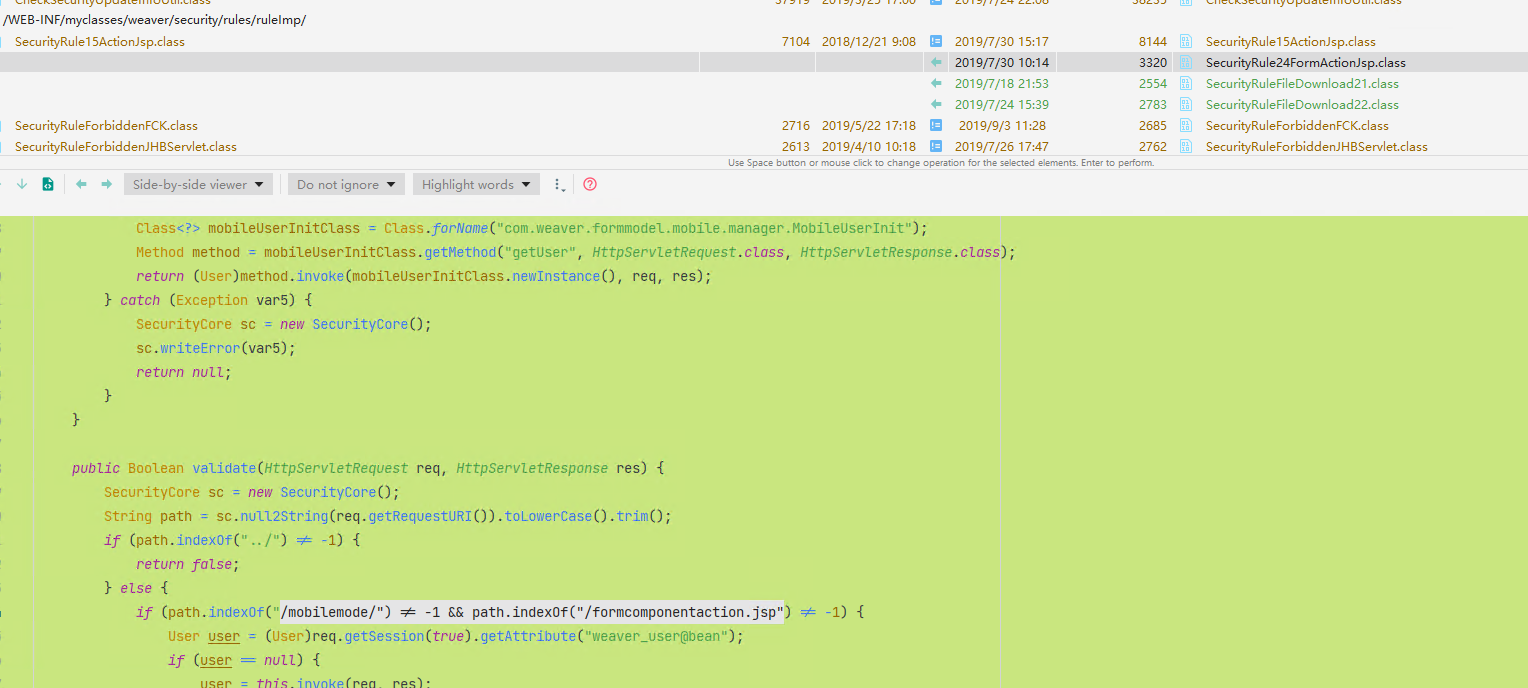 CheckSecurityUpdateInfoUtil.class 37919 2019/3/25 17:00 != 2019/7/24 22:08 38235 CheckSecurityUpdateInfoUtil.class
/WEB-INF/myclasses/weaver/security/rules/ruleImp/
SecurityRule15ActionJsp.class 7104 2018/12/21 9:08 != 2019/7/30 15:17 8144 SecurityRule15ActionJsp.class
2019/7/30 10:14 3320 SecurityRule24FormActionJsp.class
2019/7/18 21:53 2554 SecurityRuleFileDownload21.class
2019/7/24 15:39 2783 SecurityRuleFileDownload22.class
SecurityRuleForbiddenFCK.class 2716 2019/5/22 17:18 != 2019/9/3 11:28 2685 SecurityRuleForbiddenFCK.class
SecurityRuleForbiddenJHBServlet.class 2613 2019/4/10 10:18 != 2019/7/26 17:47 2762 SecurityRuleForbiddenJHBServlet.class
Use Space button or mouse click to change operation for the selected elements. Enter to perform.
Side-by-side viewer Do not ignore Highlight words ?
Class<?> mobileUserInitClass = Class.forName("com.weaver.formmodel.mobile.manager.MobileUserInit");
Method method = mobileUserInitClass.getMethod("getUser", HttpServletRequest.class, HttpServletResponse.class);
return (User)method.invoke(mobileUserInitClass.newInstance(), req, res);
} catch (Exception var5) {
SecurityCore sc = new SecurityCore();
sc.writeError(var5);
return null;
}
}
public Boolean validate(HttpServletRequest req, HttpServletResponse res) {
SecurityCore sc = new SecurityCore();
String path = sc.null2String(req.getRequestURI()).toLowerCase().trim();
if (path.indexOf("../") != -1) {
return false;
} else {
if (path.indexOf("/mobilemode/") != -1 && path.indexOf("/formcomponentaction.jsp") != -1) {
User user = (User)req.getSession(true).getAttribute("weaver_user@bean");
if (user == null) {
user = this.invoke(req, res);